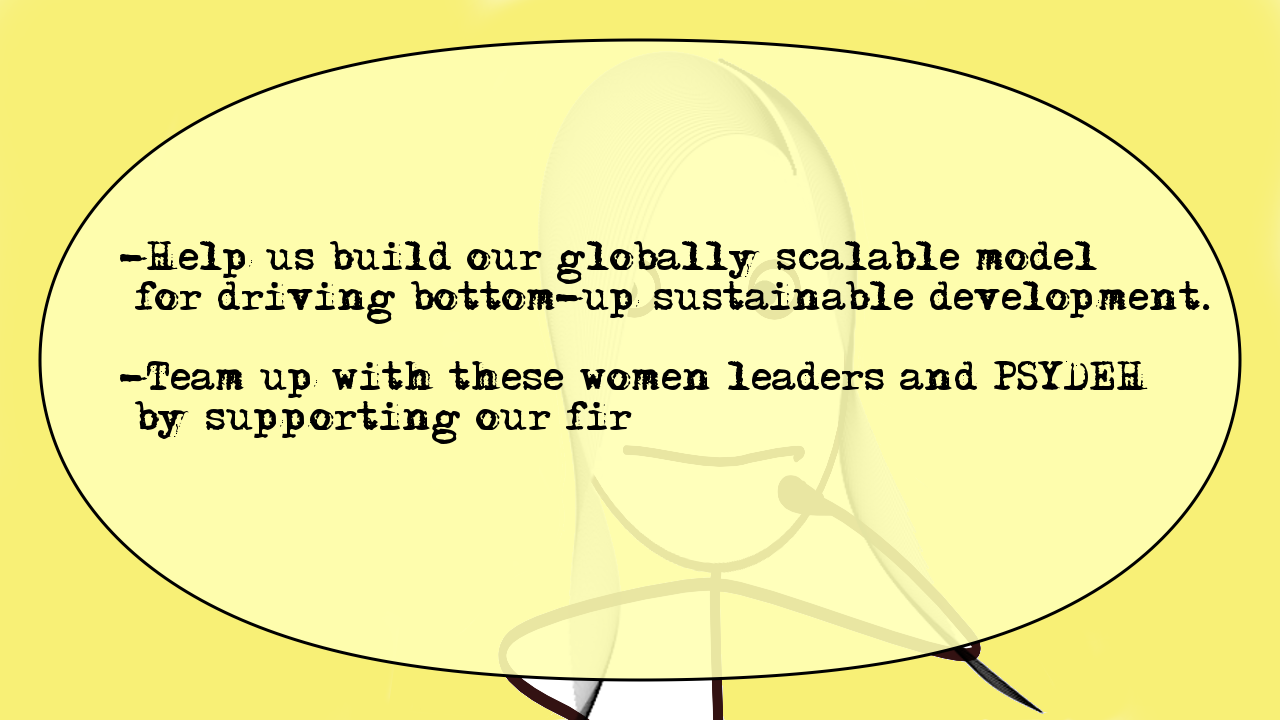 -Help us build our globally scalable model
for driving bottom-up sustainable development.
-Team up with these women leaders and PSYDEH
by supporting our fir